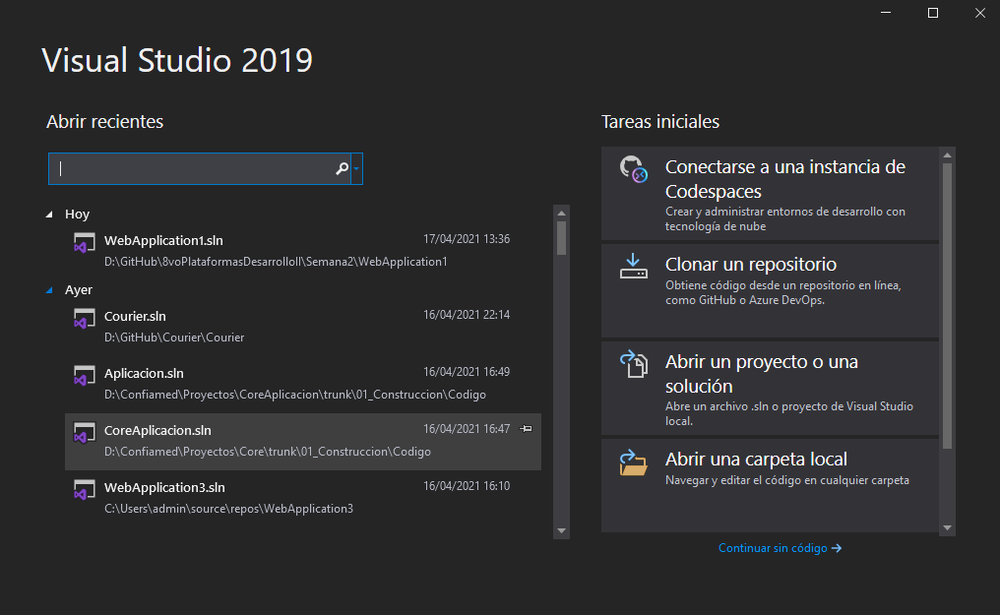 Visual Studio 2019
Abrir recientes
Hoy
WebApplication1.sln 17/04/2021 13:36
D:\GitHub\8voPlataformasDesarrolloII\Semana2\WebApplication1
Ayer
Courier.sln 16/04/2021 22:14
D:\GitHub\Courier\Courier
Aplicacion.sln 16/04/2021 16:49
D:\Confiamed\Proyectos\CoreAplicacion\trunk\01_Construccion\Codigo
CoreAplicacion.sln 16/04/2021 16:47
D:\Confiamed\Proyectos\Core\trunk\01_Construccion\Codigo
WebApplication3.sln 16/04/2021 16:10
C:\Users\admin\source\repos\WebApplication3
Tareas iniciales
Conectarse a una instancia de
Codespaces
Crear y administrar entornos de desarrollo con
tecnología de nube
Clonar un repositorio
Obtiene código desde un repositorio en línea,
como GitHub o Azure DevOps.
Abrir un proyecto o una
solución
Abre un archivo .sln o proyecto de Visual Studio
local.
Abrir una carpeta local
Navegar y editar el código en cualquier carpeta
Continuar sin código →